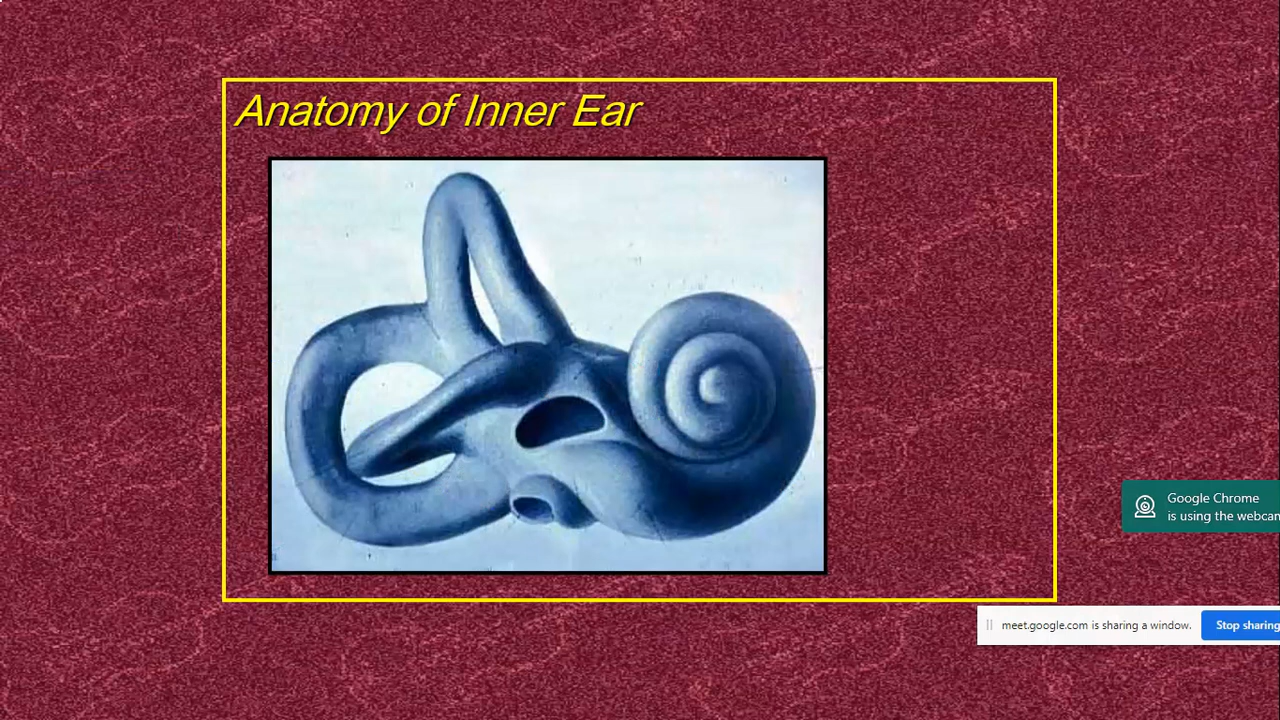 Anatomy of Inner Ear
Google Chrome
is using the webcam
meet.google.com is sharing a window.
Stop sharing